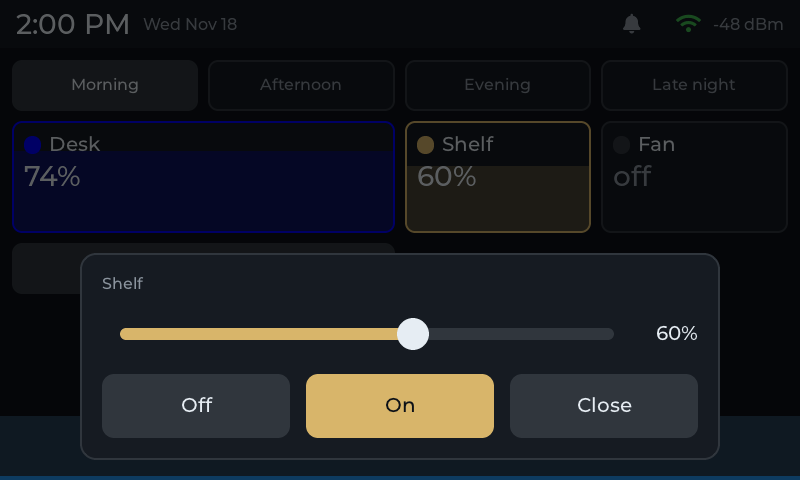 2:00 PM Wed Nov 18 -48 dBm
Morning Afternoon Evening Late night
Desk Shelf Fan
74% 60% off
Shelf
60%
Off On Close